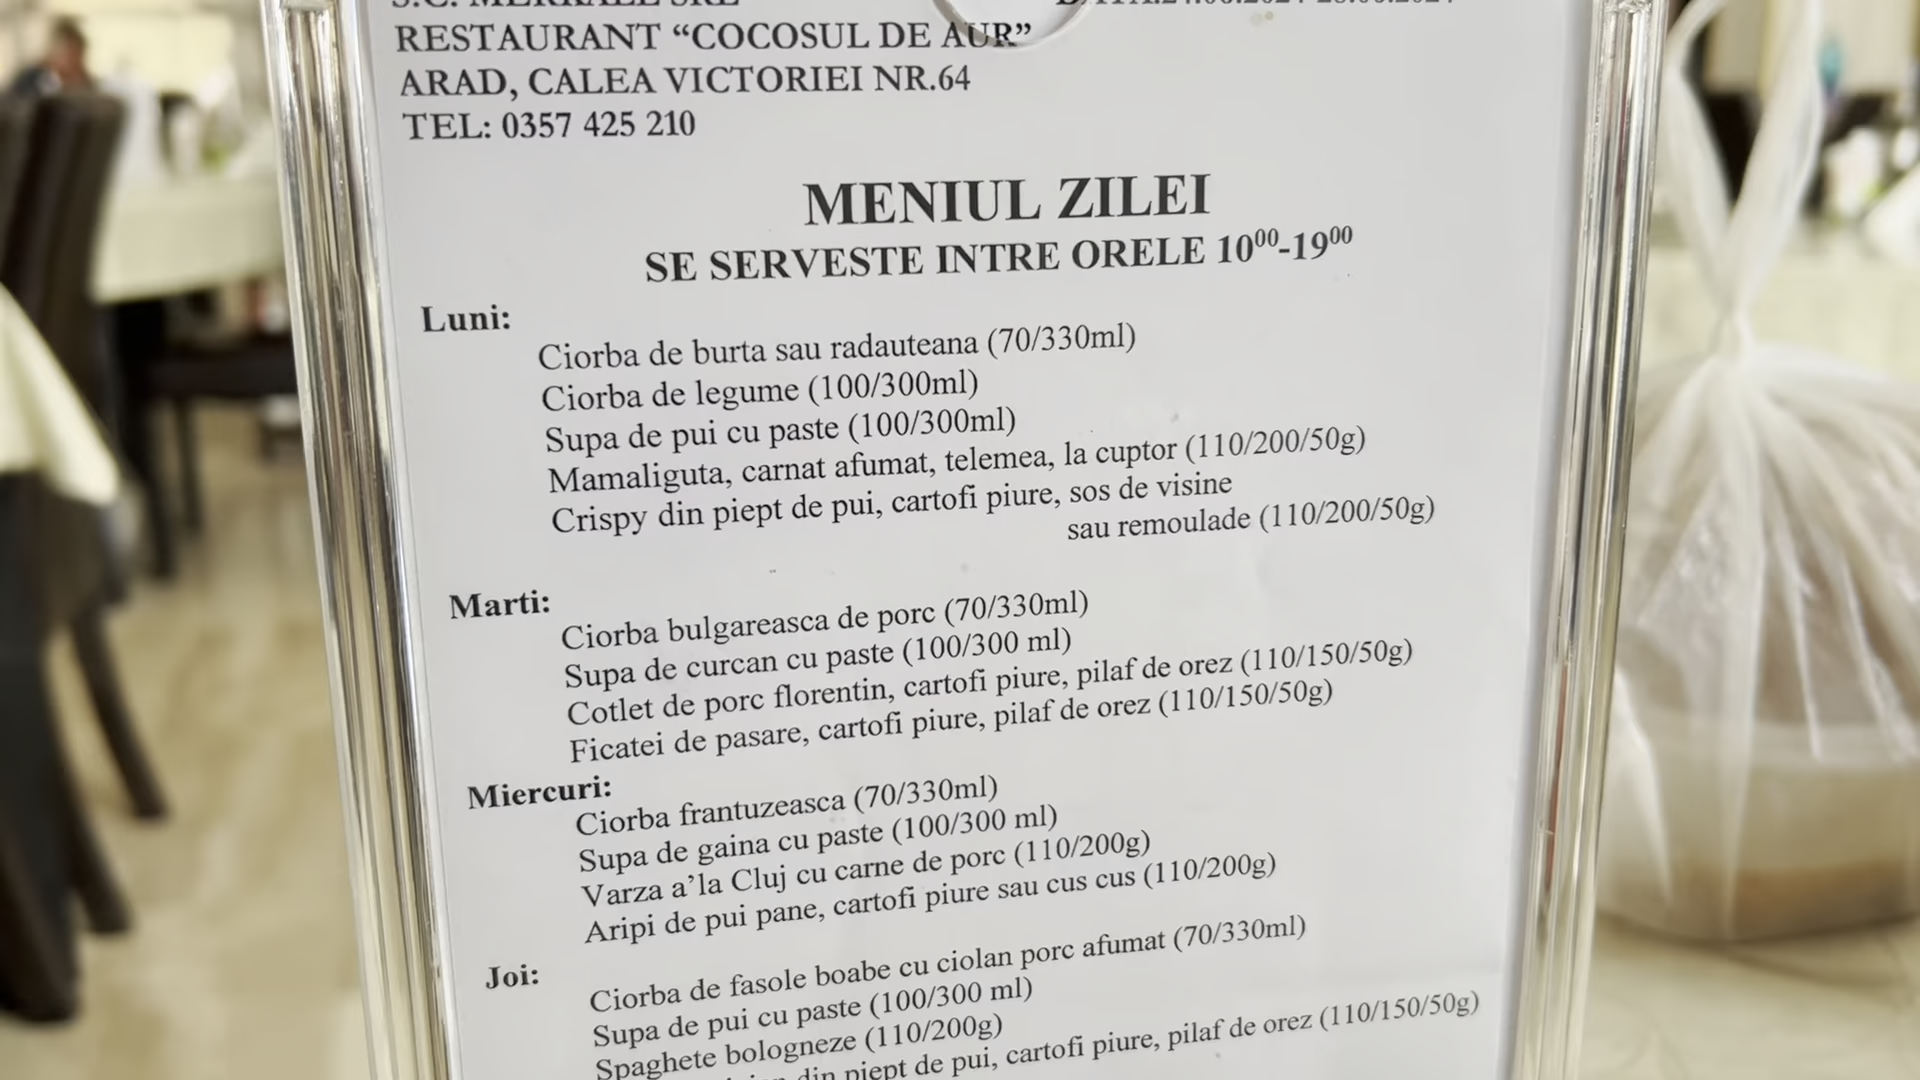 RESTAURANT “COCOSUL DE AUR”
ARAD, CALEA VICTORIEI NR.64
TEL: 0357 425 210
MENIUL ZILEI
SE SERVESTE INTRE ORELE 10⁰⁰-19⁰⁰
Luni:
Ciorba de burta sau radauteana (70/330ml)
Ciorba de legume (100/300ml)
Supa de pui cu paste (100/300ml)
Mamaliguta, carnat afumat, telemea, la cuptor (110/200/50g)
Crispy din piept de pui, cartofi piure, sos de visine
sau remoulade (110/200/50g)
Marti:
Ciorba bulgareasca de porc (70/330ml)
Supa de curcan cu paste (100/300 ml)
Cotlet de porc florentin, cartofi piure, pilaf de orez (110/150/50g)
Ficatei de pasare, cartofi piure, pilaf de orez (110/150/50g)
Miercuri:
Ciorba frantuzeasca (70/330ml)
Supa de gaina cu paste (100/300 ml)
Varza a’la Cluj cu carne de porc (110/200g)
Aripi de pui pane, cartofi piure sau cus cus (110/200g)
Joi:
Ciorba de fasole boabe cu ciolan porc afumat (70/330ml)
Supa de pui cu paste (100/300 ml)
Spaghete bologneze (110/200g)
din piept de pui, cartofi piure, pilaf de orez (110/150/50g)